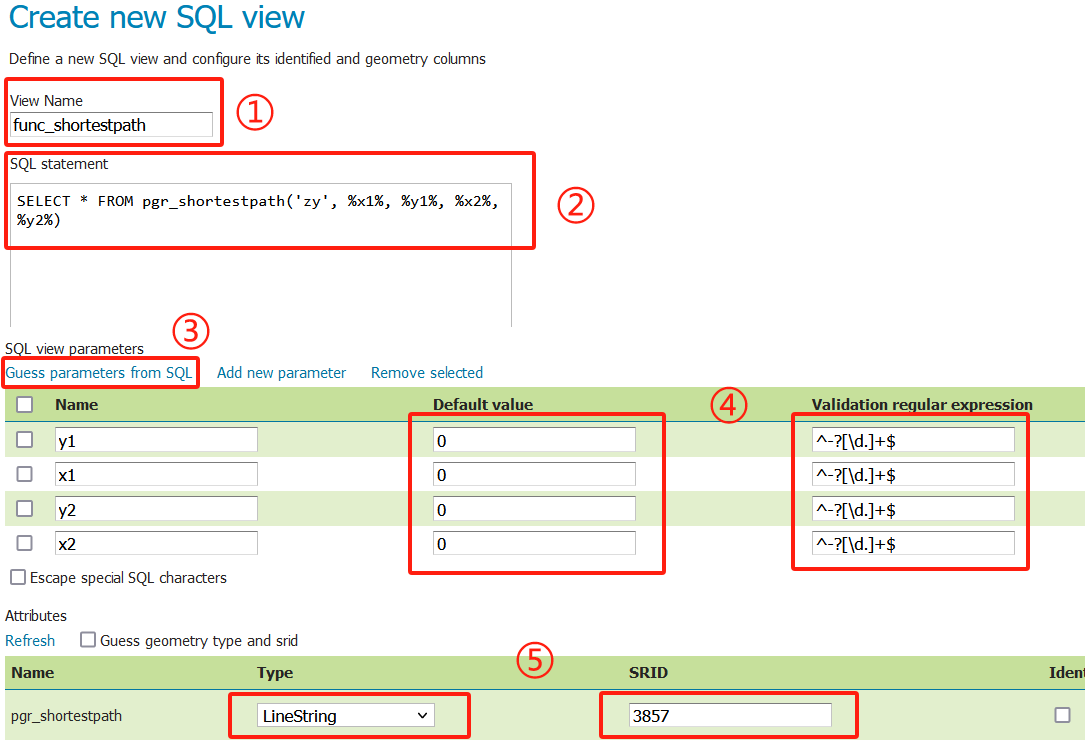 Create new SQL view
Define a new SQL view and configure its identified and geometry columns
View Name
①
func_shortestpath
SQL statement
SELECT * FROM pgr_shortestpath('zy', %x1%, %y1%, %x2%,
②
%y2%)
③
SQL view parameters
Guess parameters from SQL Add new parameter Remove selected
Name Default value ④ Validation regular expression
y1 0 ^-?[\d.]+$
x1 0 ^-?[\d.]+$
y2 0 ^-?[\d.]+$
x2 0 ^-?[\d.]+$
Escape special SQL characters
Attributes
Refresh Guess geometry type and srid
⑤
Name Type SRID Ident
pgr_shortestpath LineString 3857